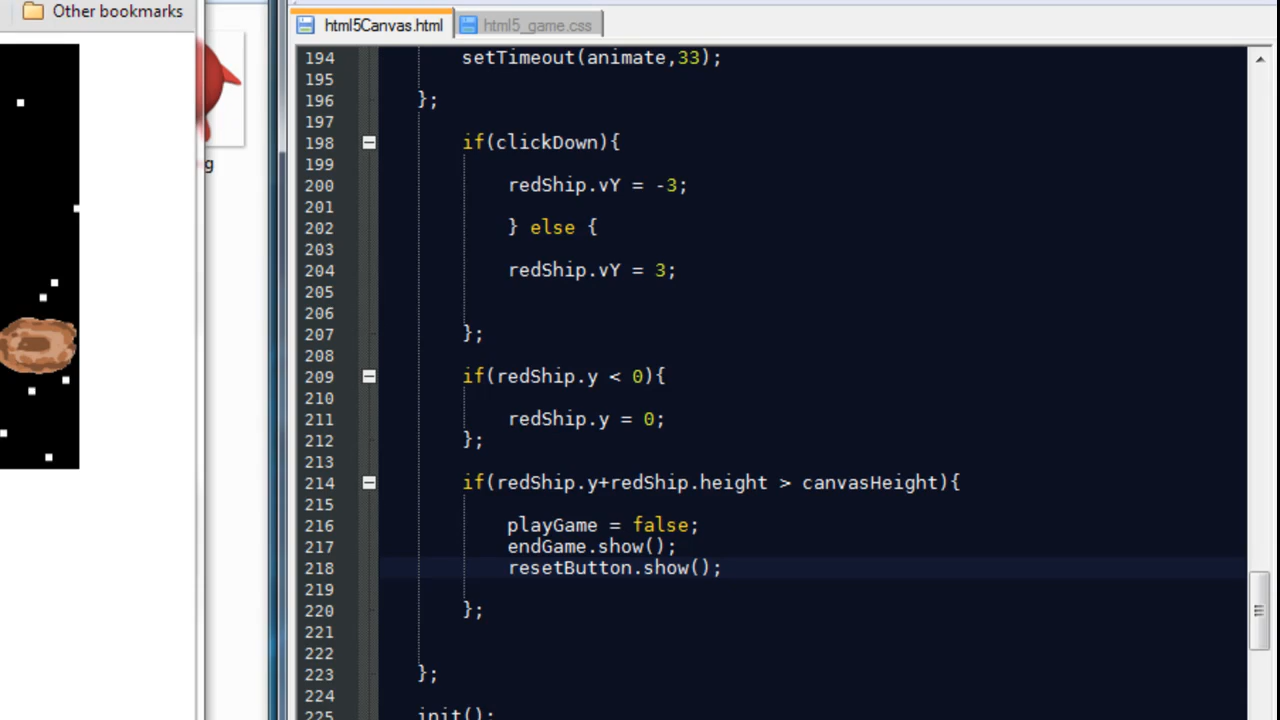 Other bookmarks
g
html5Canvas.html
html5_game.css
194 setTimeout(animate,33);
195
196 };
197
198 if(clickDown){
199
200 redShip.vY = -3;
201
202 } else {
203
204 redShip.vY = 3;
205
206
207 };
208
209 if(redShip.y < 0){
210
211 redShip.y = 0;
212 };
213
214 if(redShip.y+redShip.height > canvasHeight){
215
216 playGame = false;
217 endGame.show();
218 resetButton.show();
219
220 };
221
222
223 };
224
225 init();